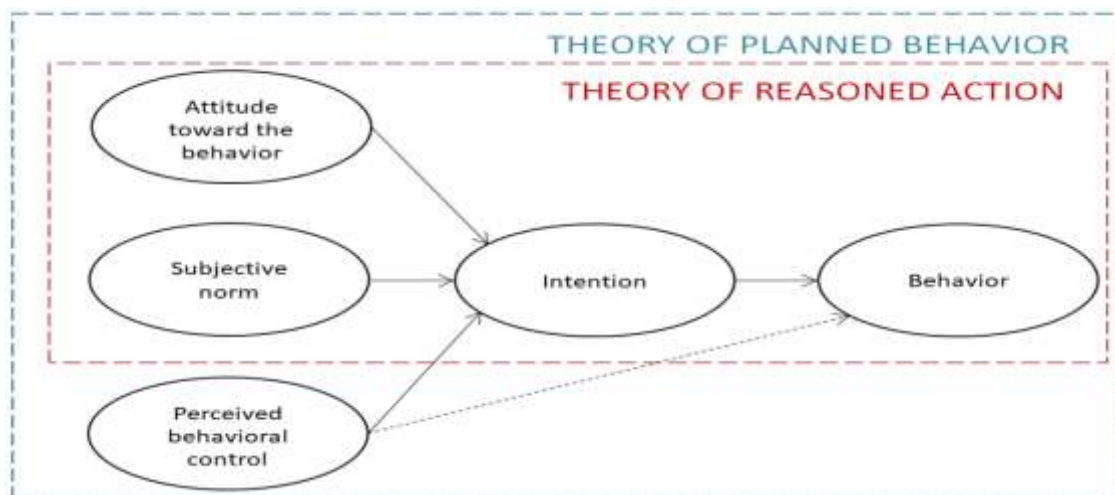 THEORY OF PLANNED BEHAVIOR
THEORY OF REASONED ACTION
Attitude
toward the
behavior
Subjective
norm
Intention
Behavior
Perceived
behavioral
control